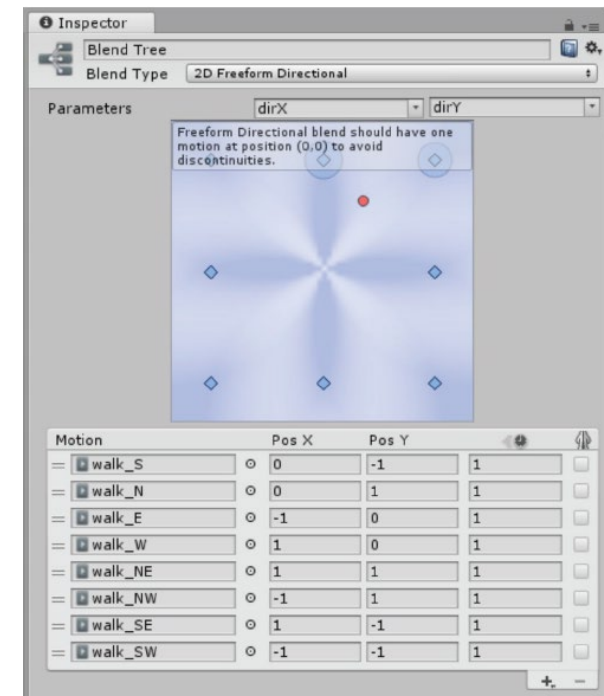 Inspector
Blend Tree
Blend Type 2D Freeform Directional
Parameters dirX dirY
Freeform Directional blend should have one
motion at position (0,0) to avoid
discontinuities.
Motion Pos X Pos Y
walk_S 0 -1 1
walk_N 0 1 1
walk_E -1 0 1
walk_W 1 0 1
walk_NE 1 1 1
walk_NW -1 1 1
walk_SE 1 -1 1
walk_SW -1 -1 1